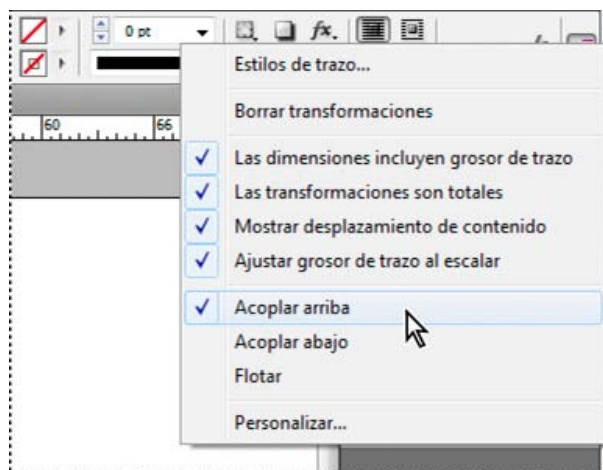 0 pt
fx.
Estilos de trazo...
Borrar transformaciones
60
66
Las dimensiones incluyen grosor de trazo
Las transformaciones son totales
Mostrar desplazamiento de contenido
Ajustar grosor de trazo al escalar
Acoplar arriba
Acoplar abajo
Flotar
Personalizar...